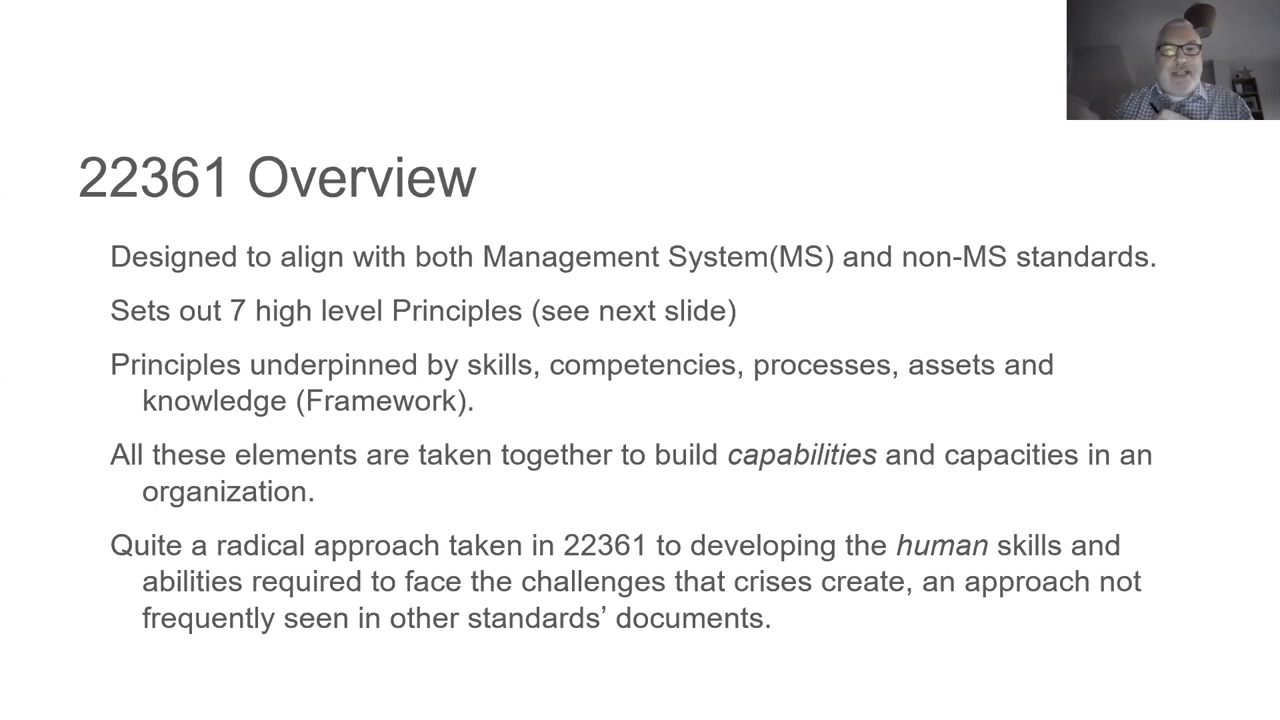 22361 Overview
Designed to align with both Management System(MS) and non-MS standards.
Sets out 7 high level Principles (see next slide)
Principles underpinned by skills, competencies, processes, assets and
knowledge (Framework).
All these elements are taken together to build capabilities and capacities in an
organization.
Quite a radical approach taken in 22361 to developing the human skills and
abilities required to face the challenges that crises create, an approach not
frequently seen in other standards’ documents.